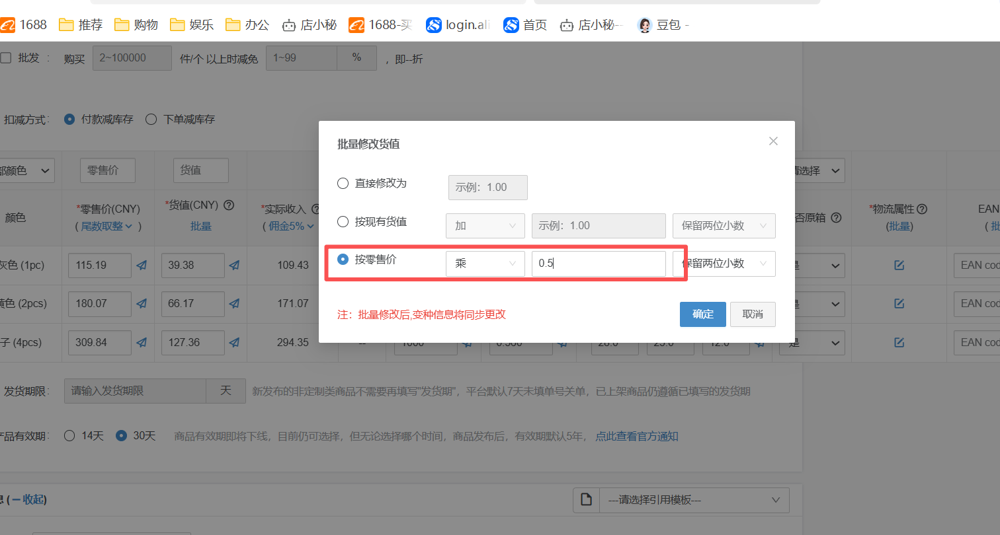 1688 推荐 购物 娱乐 办公 店小秘 1688-买 login.ali 首页 店小秘-- 豆包 -
批发 : 购买 2~100000 件/个 以上时减免 1~99 % ，即--折
扣减方式: 付款减库存 下单减库存
部颜色 零售价 货值 请选择
颜色 *零售价(CNY) *货值(CNY) *实际收入 否原箱 *物流属性 EAN
(尾数取整) 批量 (佣金5% (批量) (批
灰色 (1pc) 115.19 39.38 109.43 是 EAN cod
黄色 (2pcs) 180.07 66.17 171.07 是 EAN cod
子 (4pcs) 309.84 127.36 294.35 -- 1000 0.580 28.0 25.0 12.0 是 EAN cod
批量修改货值
直接修改为 示例：1.00
按现有货值 加 示例：1.00 保留两位小数
按零售价 乘 0.5 保留两位小数
注：批量修改后,变种信息将同步更改 确定 取消
发货期限: 请输入发货期限 天 新发布的非定制类商品不需要再填写"发货期"，平台默认7天未填单号关单，已上架商品仍遵循已填写的发货期
产品有效期: 14天 30天 商品有效期即将下线，目前仍可选择，但无论选择哪个时间，商品发布后，有效期默认5年， 点此查看官方通知
息 (一 收起) ---请选择引用模板---